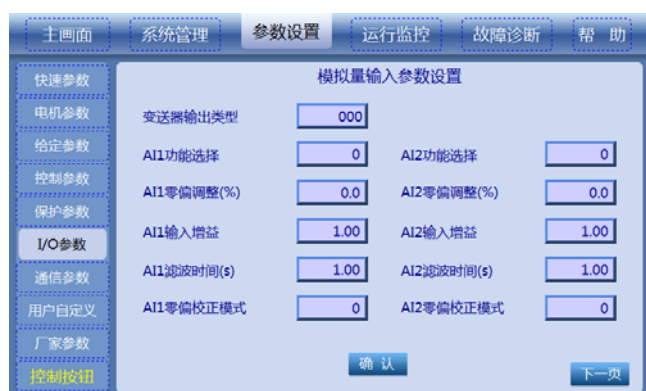 主画面 系统管理 参数设置 运行监控 故障诊断 帮 助
快速参数
电机参数
给定参数
控制参数
保护参数
I/O参数
通信参数
用户自定义
厂家参数
控制按钮
模拟量输入参数设置
变送器输出类型 000
AI1功能选择 0 AI2功能选择 0
AI1零偏调整(%) 0.0 AI2零偏调整(%) 0.0
AI1输入增益 1.00 AI2输入增益 1.00
AI1滤波时间(s) 1.00 AI2滤波时间(s) 1.00
AI1零偏校正模式 0 AI2零偏校正模式 0
确 认
下一页